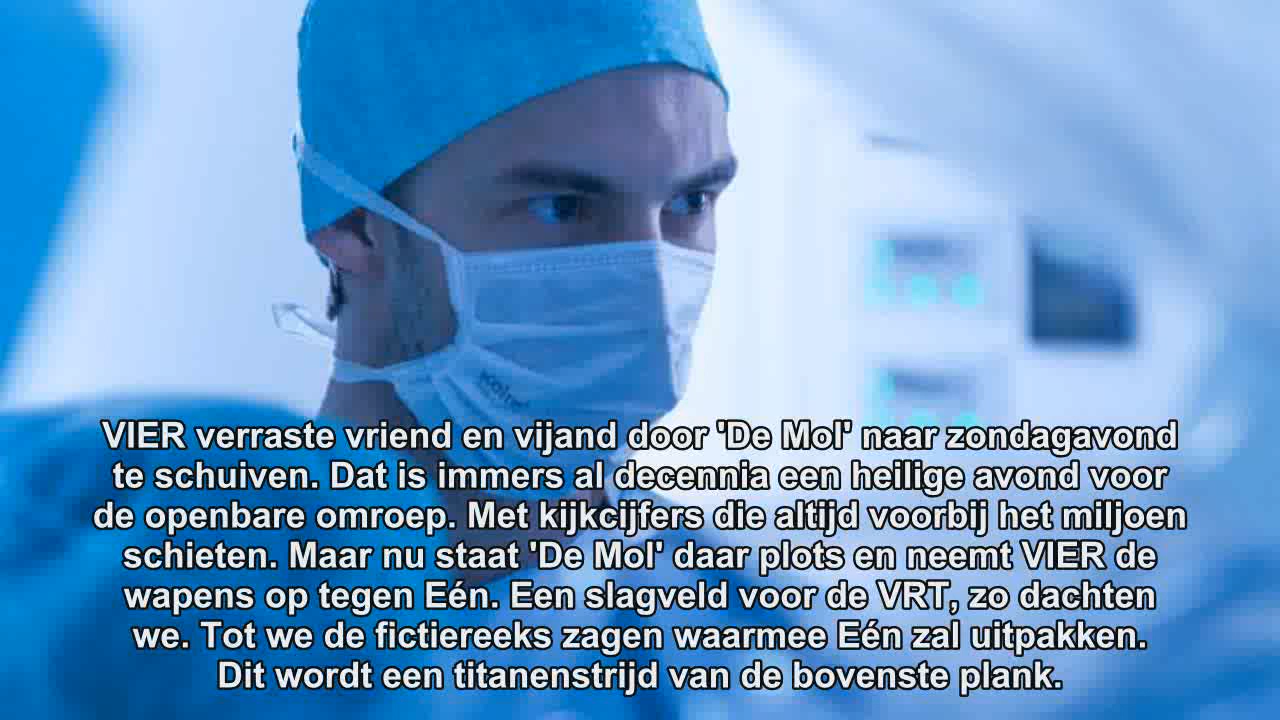 VIER verraste vriend en vijand door 'De Mol' naar zondagavond
te schuiven. Dat is immers al decennia een heilige avond voor
de openbare omroep. Met kijkcijfers die altijd voorbij het miljoen
schieten. Maar nu staat 'De Mol' daar plots en neemt VIER de
wapens op tegen Eén. Een slagveld voor de VRT, zo dachten
we. Tot we de fictiereeks zagen waarmee Eén zal uitpakken.
Dit wordt een titanenstrijd van de bovenste plank.